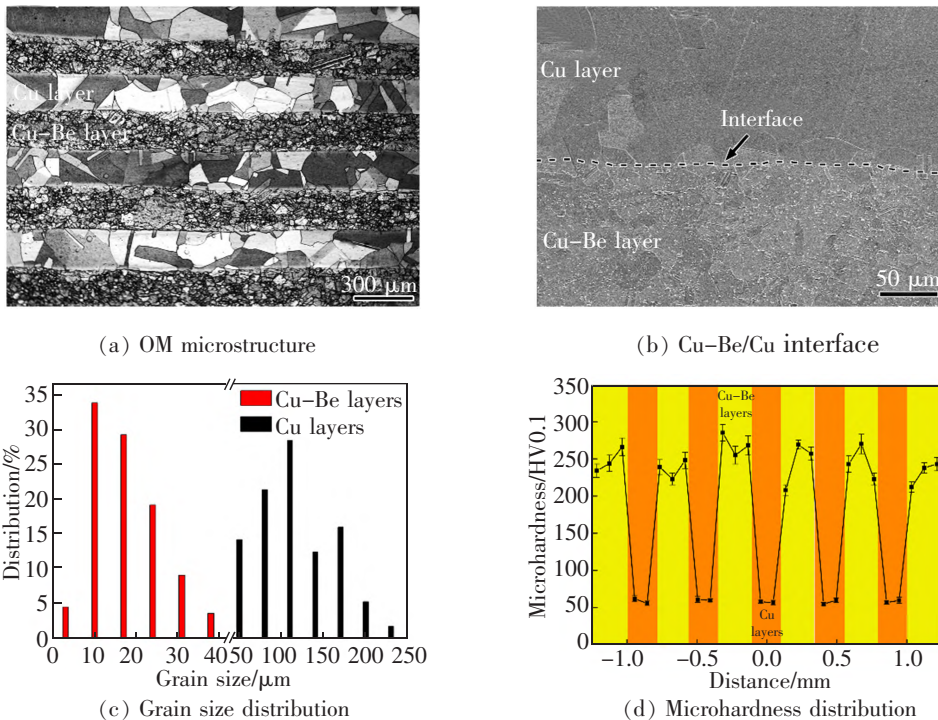 Cu layer
Cu-Be layer
300 μm
(a) OM microstructure
Cu layer
Interface
Cu-Be layer
50 μm
(b) Cu-Be/Cu interface
35
30
25
20
15
10
5
0
Distribution/%
Cu-Be layers
Cu layers
0 10 20 30 40 50 100 150 200 250
Grain size/μm
(c) Grain size distribution
350
300
250
200
150
100
50
0
Microhardness/HV0.1
Cu-Be
layers
Cu
layers
-1.0 -0.5 0.0 0.5 1.0
Distance/mm
(d) Microhardness distribution